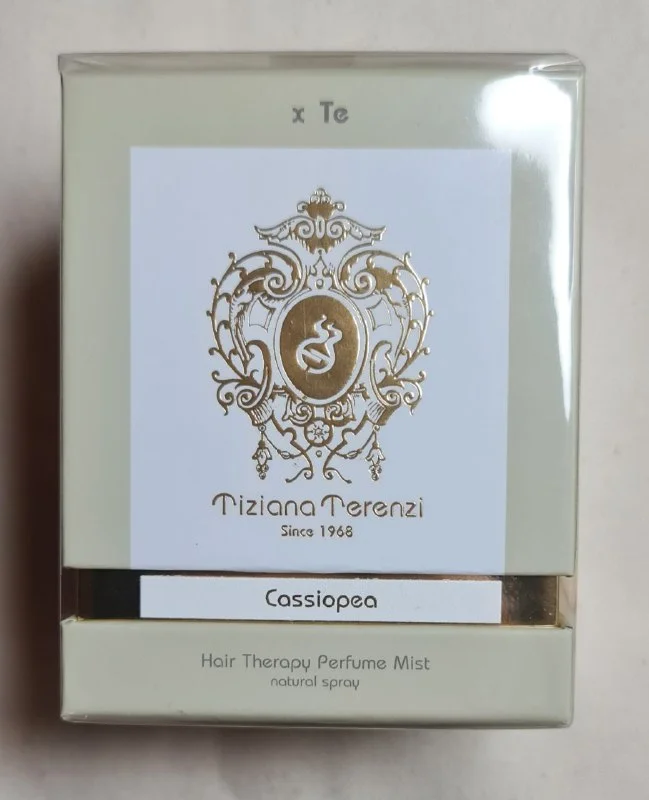 x Te
Tiziana Terenzi
Since 1968
Cassiopea
Hair Therapy Perfume Mist
natural spray